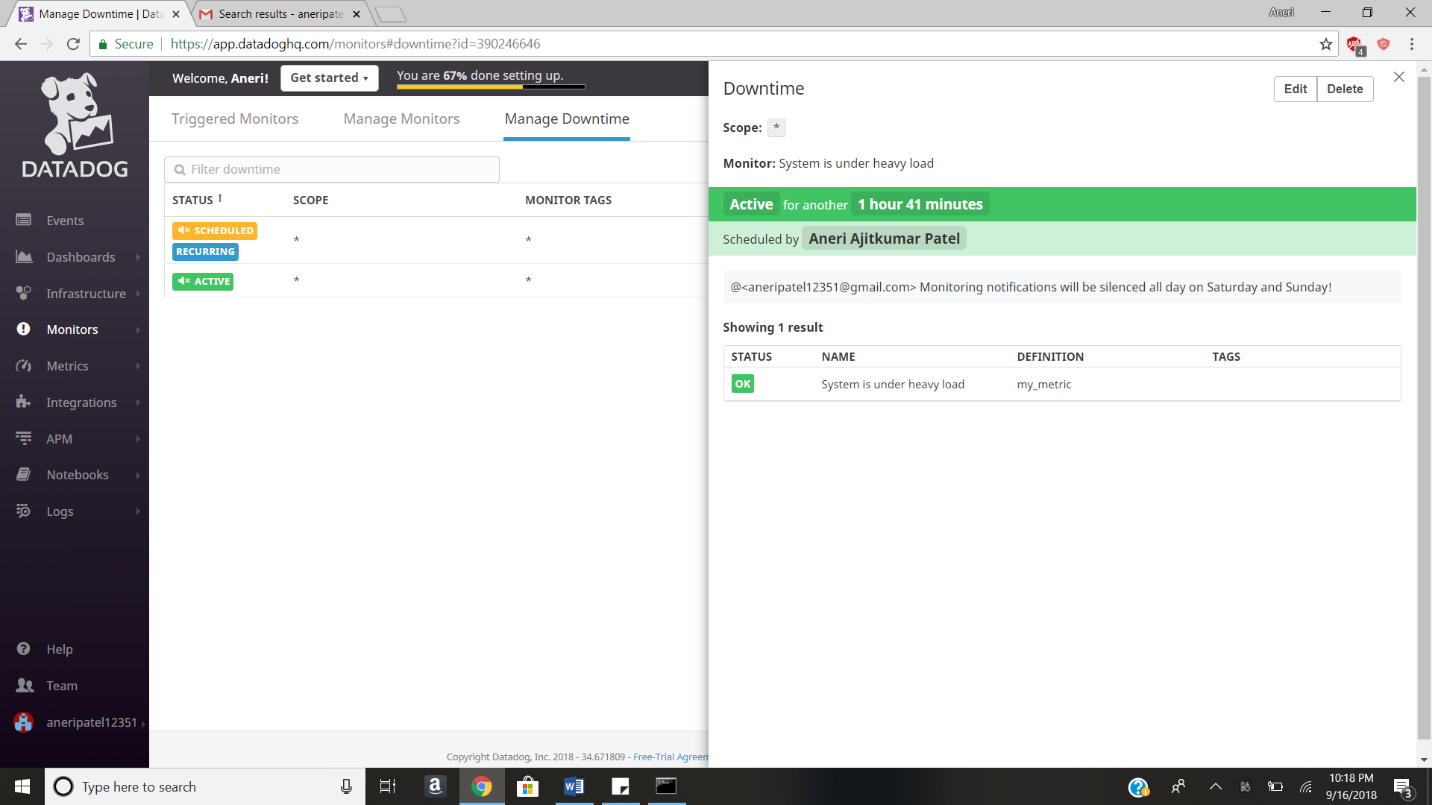 Manage Downtime | Data
Search results - aneripate
Aneri
Secure
https://app.datadoghq.com/monitors#downtime?id=390246646
4
DATADOG
Events
Dashboards
Infrastructure
Monitors
Metrics
Integrations
APM
Notebooks
Logs
Help
Team
aneripatel12351
Welcome, Aneri!
Get started
You are 67% done setting up.
Triggered Monitors
Manage Monitors
Manage Downtime
Filter downtime
STATUS SCOPE MONITOR TAGS
SCHEDULED
RECURRING
* *
ACTIVE * *
Copyright Datadog, Inc. 2018 - 34.671809 - Free-Trial Agreem
Downtime
Edit
Delete
Scope: *
Monitor: System is under heavy load
Active for another 1 hour 41 minutes
Scheduled by Aneri Ajitkumar Patel
@<aneripatel12351@gmail.com> Monitoring notifications will be silenced all day on Saturday and Sunday!
Showing 1 result
STATUS NAME DEFINITION TAGS
OK System is under heavy load my_metric
Type here to search
10:18 PM
9/16/2018
3